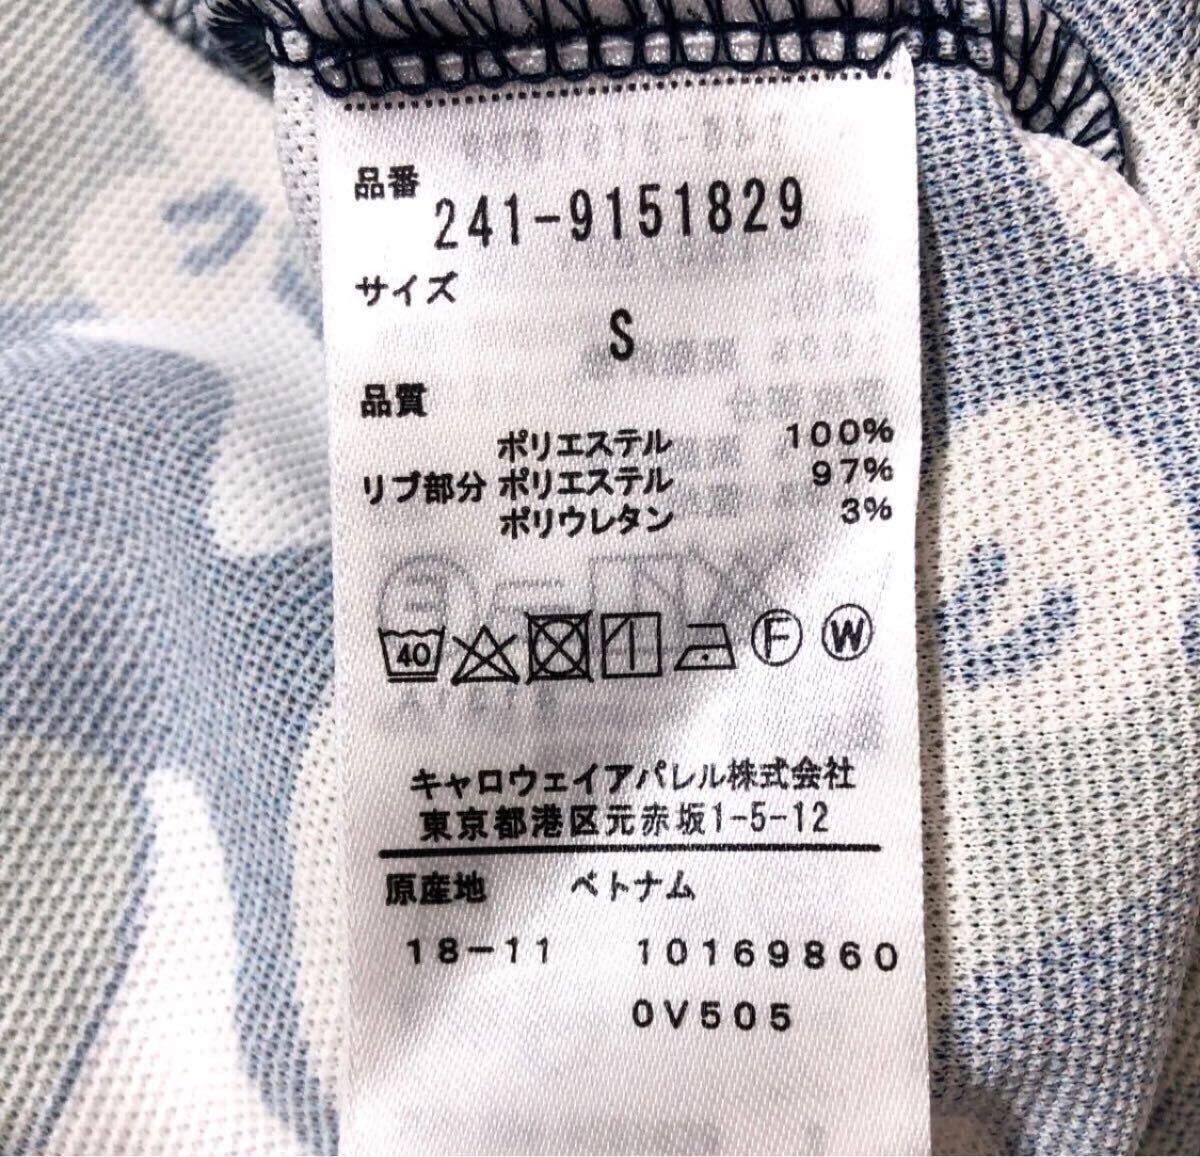 品番
241-9151829
サイズ
S
品質
ポリエステル 100%
リブ部分 ポリエステル 97%
ポリウレタン 3%
40 F W
キャロウェイアパレル株式会社
東京都港区元赤坂1-5-12
原産地 ベトナム
18-11 10169860
0V505